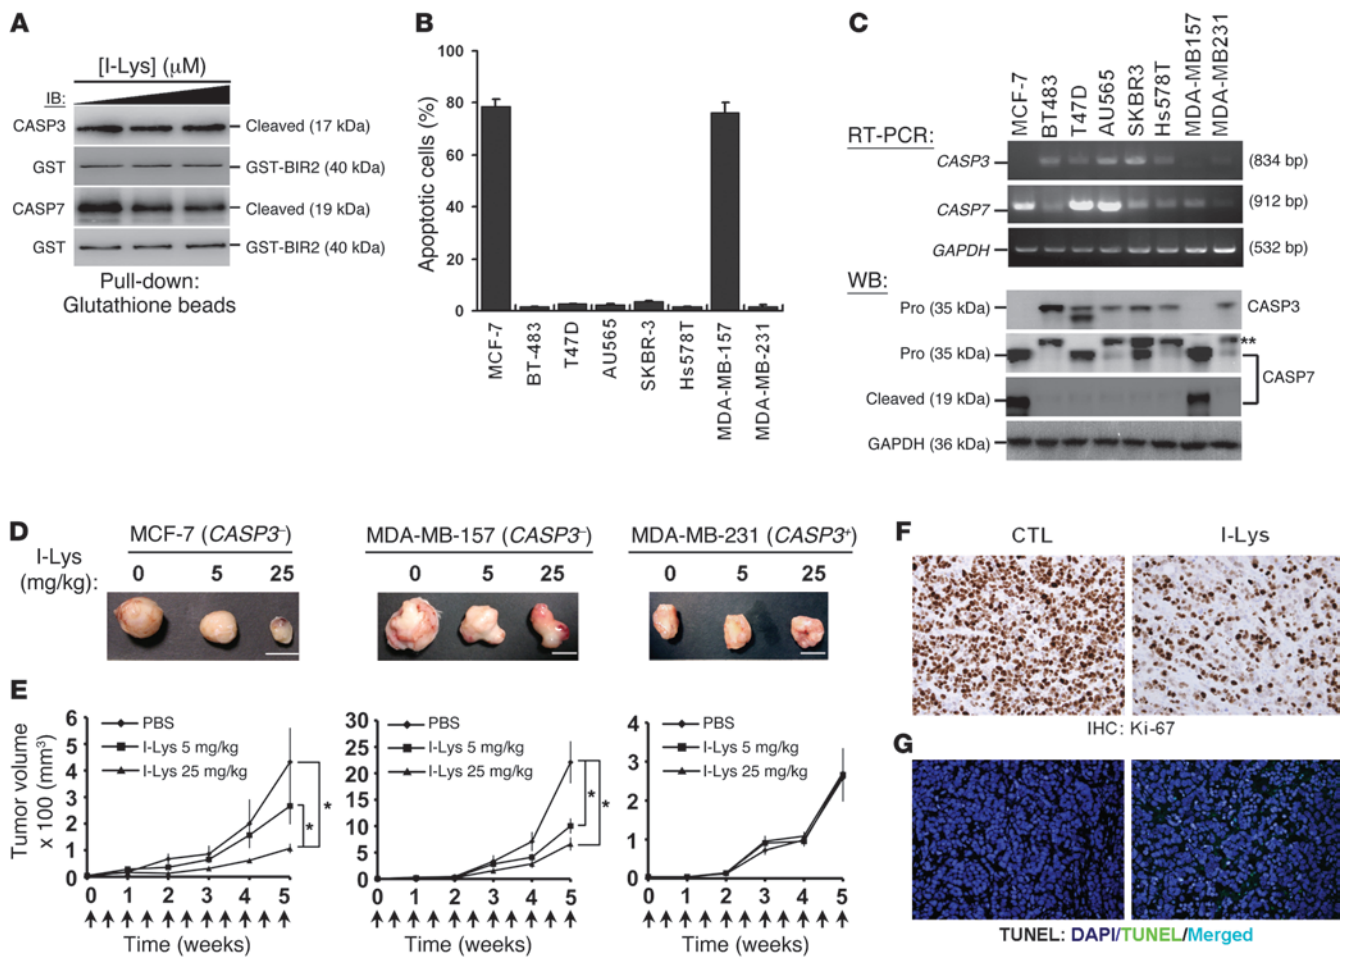 A
[I-Lys] (μM)
IB:
CASP3 Cleaved (17 kDa)
GST GST-BIR2 (40 kDa)
CASP7 Cleaved (19 kDa)
GST GST-BIR2 (40 kDa)
Pull-down:
Glutathione beads
B
Apoptotic cells (%)
100
80
60
40
20
0
MCF-7
BT-483
T47D
AU565
SKBR-3
Hs578T
MDA-MB-157
MDA-MB-231
C
MCF-7
BT483
T47D
AU565
SKBR3
Hs578T
MDA-MB157
MDA-MB231
RT-PCR:
CASP3 (834 bp)
CASP7 (912 bp)
GAPDH (532 bp)
WB:
Pro (35 kDa) CASP3
**
Pro (35 kDa)
CASP7
Cleaved (19 kDa)
GAPDH (36 kDa)
D
I-Lys
(mg/kg):
MCF-7 (CASP3–)
0 5 25
MDA-MB-157 (CASP3–)
0 5 25
MDA-MB-231 (CASP3+)
0 5 25
E
Tumor volume
x 100 (mm³)
6
5
4
3
2
1
0
PBS
I-Lys 5 mg/kg
I-Lys 25 mg/kg
*
*
0 1 2 3 4 5
Time (weeks)
30
25
20
15
10
5
0
PBS
I-Lys 5 mg/kg
I-Lys 25 mg/kg
* *
0 1 2 3 4 5
Time (weeks)
4
3
2
1
0
PBS
I-Lys 5 mg/kg
I-Lys 25 mg/kg
0 1 2 3 4 5
Time (weeks)
F
CTL I-Lys
IHC: Ki-67
G
TUNEL: DAPI/TUNEL/Merged